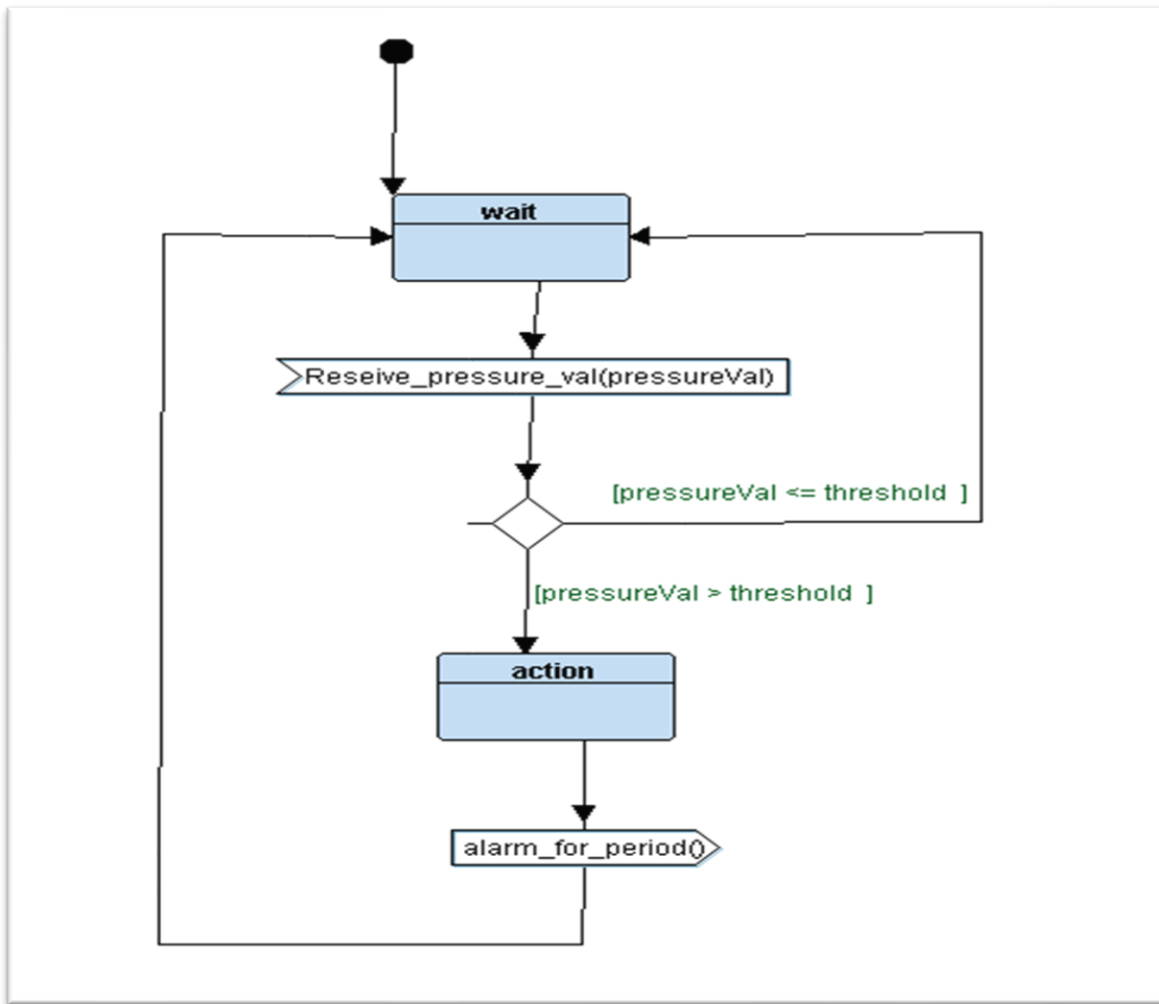 wait
Reseive_pressure_val(pressureVal)
[pressureVal <= threshold ]
[pressureVal > threshold ]
action
alarm_for_period()